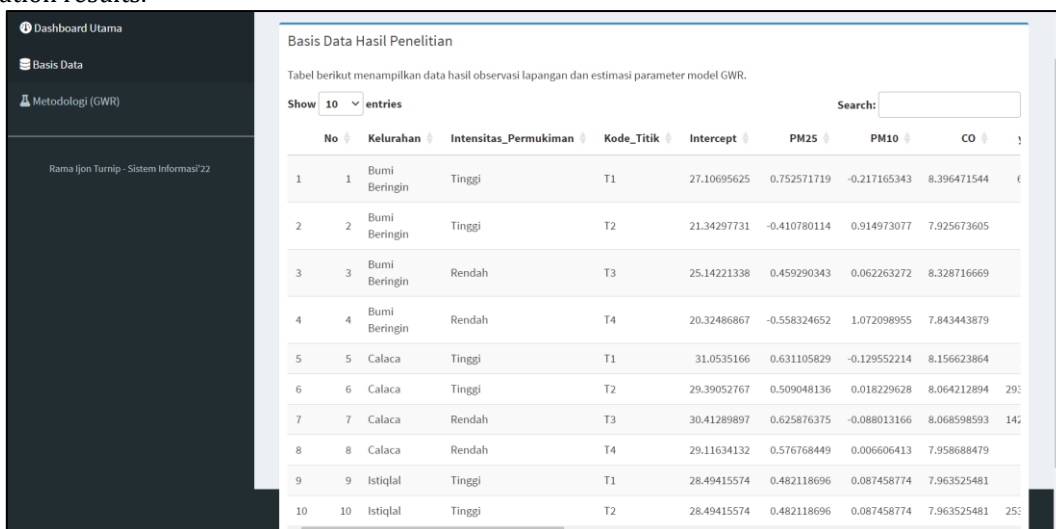 ation results.
Dashboard Utama
Basis Data
Metodologi (GWR)
Rama Ijon Turnip - Sistem Informasi'22
Basis Data Hasil Penelitian
Tabel berikut menampilkan data hasil observasi lapangan dan estimasi parameter model GWR.
Show 10 entries Search:
No Kelurahan Intensitas_Permukiman Kode_Titik Intercept PM25 PM10 CO
1 1 Bumi Beringin Tinggi T1 27.10695625 0.752571719 -0.217165343 8.396471544
2 2 Bumi Beringin Tinggi T2 21.34297731 -0.410780114 0.914973077 7.925673605
3 3 Bumi Beringin Rendah T3 25.14221338 0.459290343 0.062263272 8.328716669
4 4 Bumi Beringin Rendah T4 20.32486867 -0.558324652 1.072098955 7.843443879
5 5 Calaca Tinggi T1 31.0535166 0.631105829 -0.129552214 8.156623864
6 6 Calaca Tinggi T2 29.39052767 0.509048136 0.018229628 8.064212894 293
7 7 Calaca Rendah T3 30.41289897 0.625876375 -0.088013166 8.068598593 142
8 8 Calaca Rendah T4 29.11634132 0.576768449 0.006606413 7.958688479
9 9 Istiqlal Tinggi T1 28.49415574 0.482118696 0.087458774 7.963525481
10 10 Istiqlal Tinggi T2 28.49415574 0.482118696 0.087458774 7.963525481 253